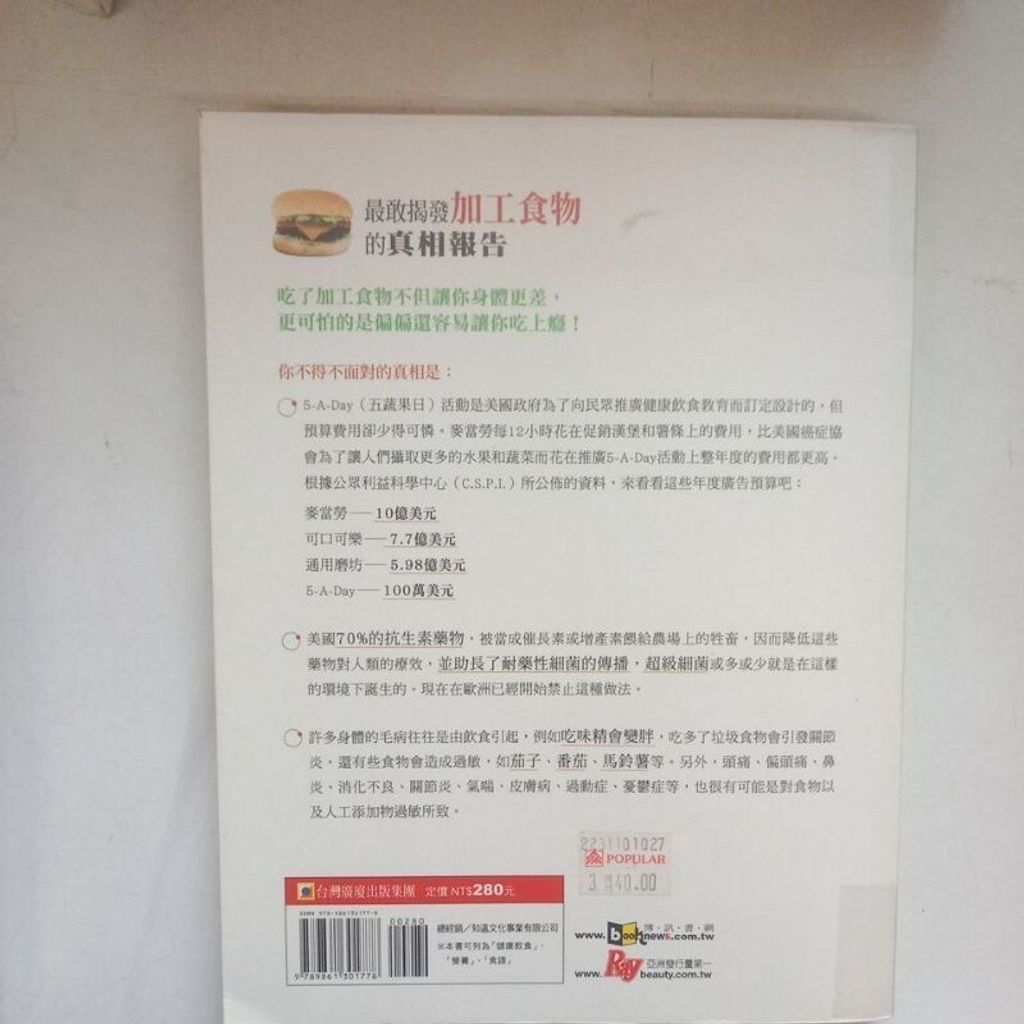 最敢揭發加工食物
的真相報告
吃了加工食物不但讓你身體更差，
更可怕的是偏偏還容易讓你吃上癮！
你不得不面對的真相是：
5-A-Day（五蔬果日）活動是美國政府為了向民眾推廣健康飲食教育而訂定設計的，但
預算費用卻少得可憐。麥當勞每12小時花在促銷漢堡和薯條上的費用，比美國癌症協
會為了讓人們攝取更多的水果和蔬菜而花在推廣5-A-Day活動上整年度的費用都更高。
根據公眾利益科學中心（C.S.P.I.）所公佈的資料，來看看這些年度廣告預算吧：
麥當勞──10億美元
可口可樂──7.7億美元
通用磨坊──5.98億美元
5-A-Day──100萬美元
美國70%的抗生素藥物，被當成催長素或增產素餵給農場上的牲畜，因而降低這些
藥物對人類的療效，並助長了耐藥性細菌的傳播，超級細菌或多或少就是在這樣
的環境下誕生的。現在在歐洲已經開始禁止這種做法。
許多身體的毛病往往是由飲食引起，例如吃味精會變胖，吃多了垃圾食物會引發關節
炎。還有些食物會造成過敏，如茄子、番茄、馬鈴薯等。另外，頭痛、偏頭痛、鼻
炎、消化不良、關節炎、氣喘、皮膚病、過動症、憂鬱症等，也很有可能是對食物以
及人工添加物過敏所致。
2231101027
POPULAR
40.00
台灣廣廈出版集團 定價 NT$280元
ISBN 978-986130177-8
00280
9789861301778
總經銷／知遠文化事業有限公司
※本書可列為「健康飲食」、
「營養」、「食譜」
博・訊・書・網
www.booknews.com.tw
亞洲發行量第一
www.Raybeauty.com.tw